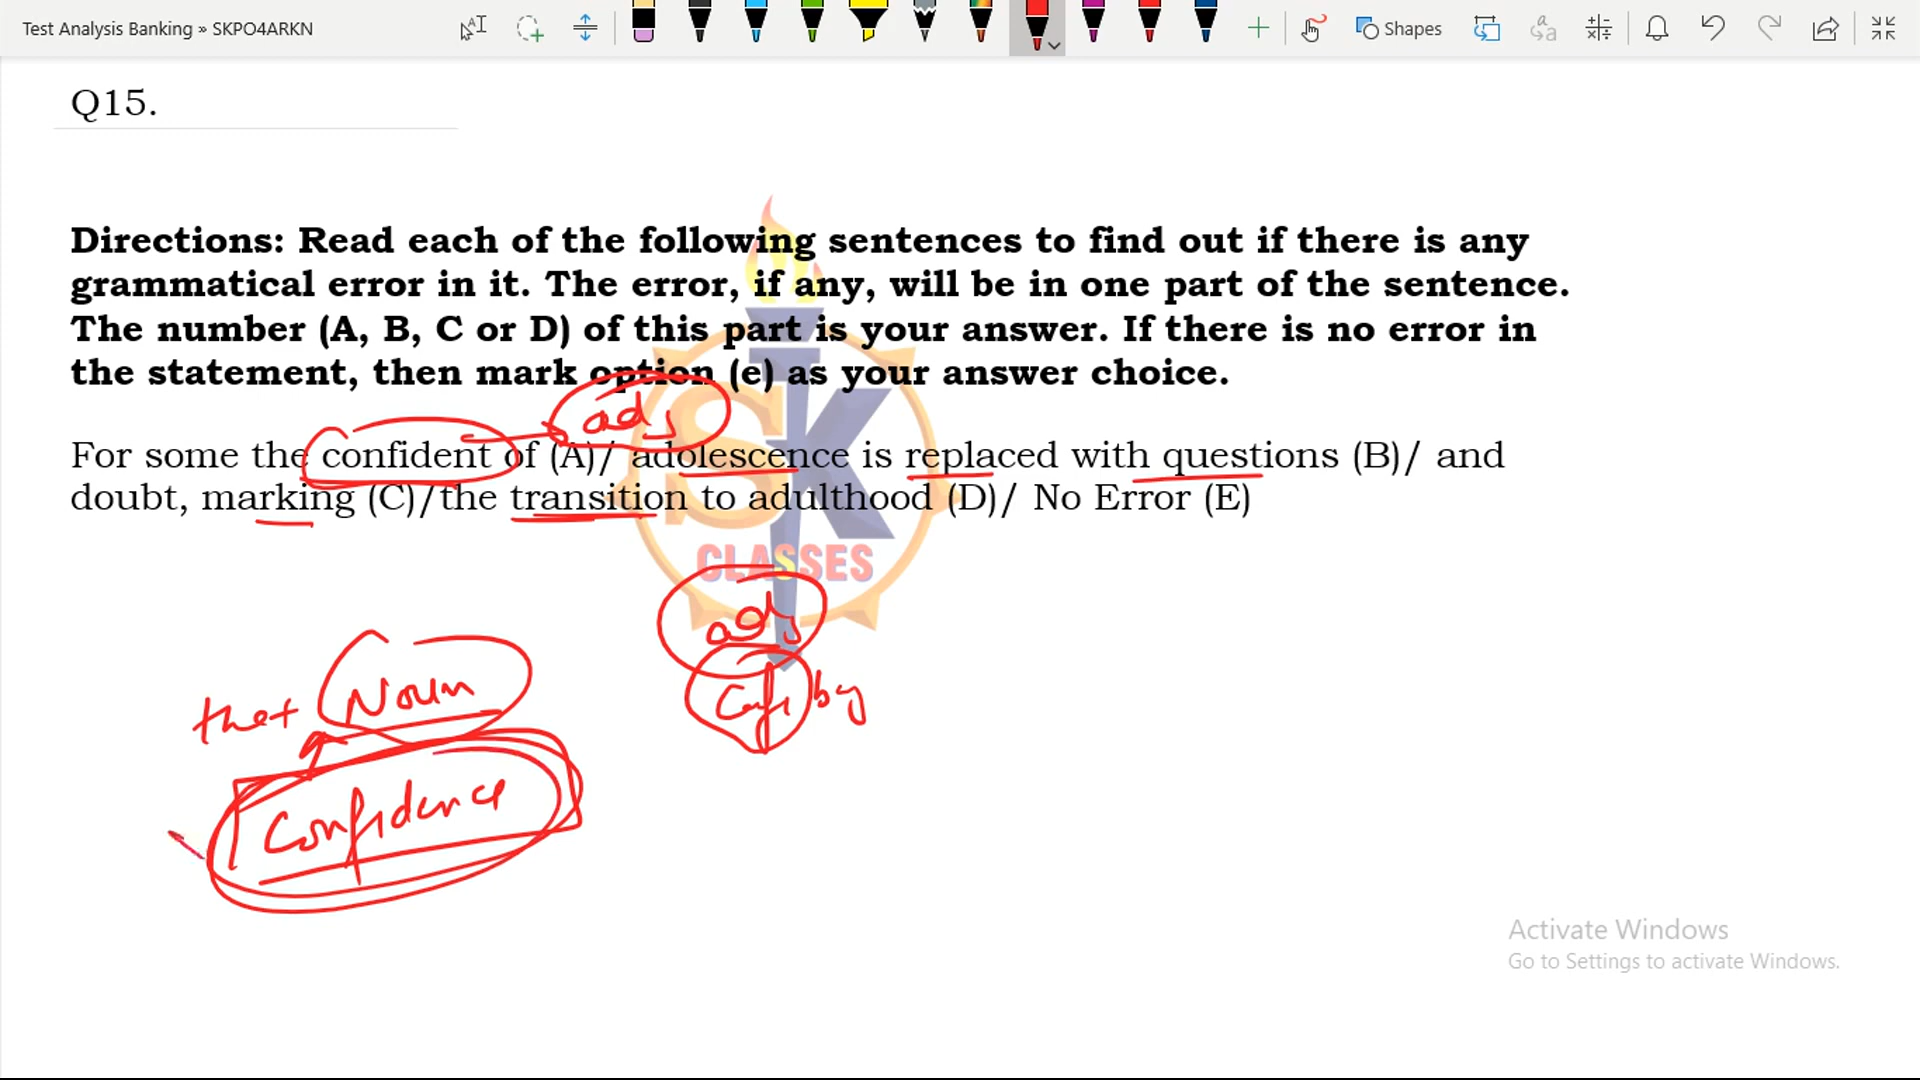 Test Analysis Banking » SKPO4ARKN
Shapes
Q15.
Directions: Read each of the following sentences to find out if there is any
grammatical error in it. The error, if any, will be in one part of the sentence.
The number (A, B, C or D) of this part is your answer. If there is no error in
the statement, then mark option (e) as your answer choice.
adj
For some the confident of (A)/ adolescence is replaced with questions (B)/ and
doubt, marking (C)/the transition to adulthood (D)/ No Error (E)
SK
CLASSES
adj
Noun
by
Confidence
Activate Windows
Go to Settings to activate Windows.